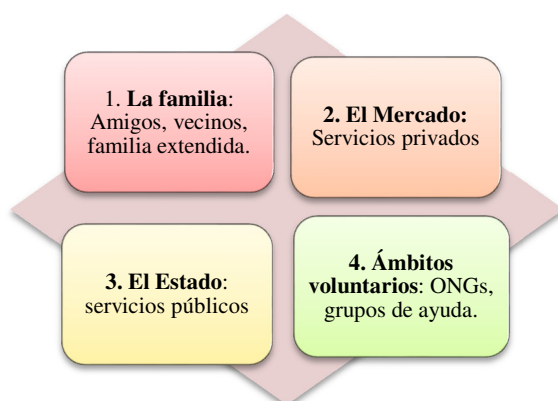 1. La familia:
Amigos, vecinos,
familia extendida.
2. El Mercado:
Servicios privados
3. El Estado:
servicios públicos
4. Ámbitos
voluntarios: ONGs,
grupos de ayuda.